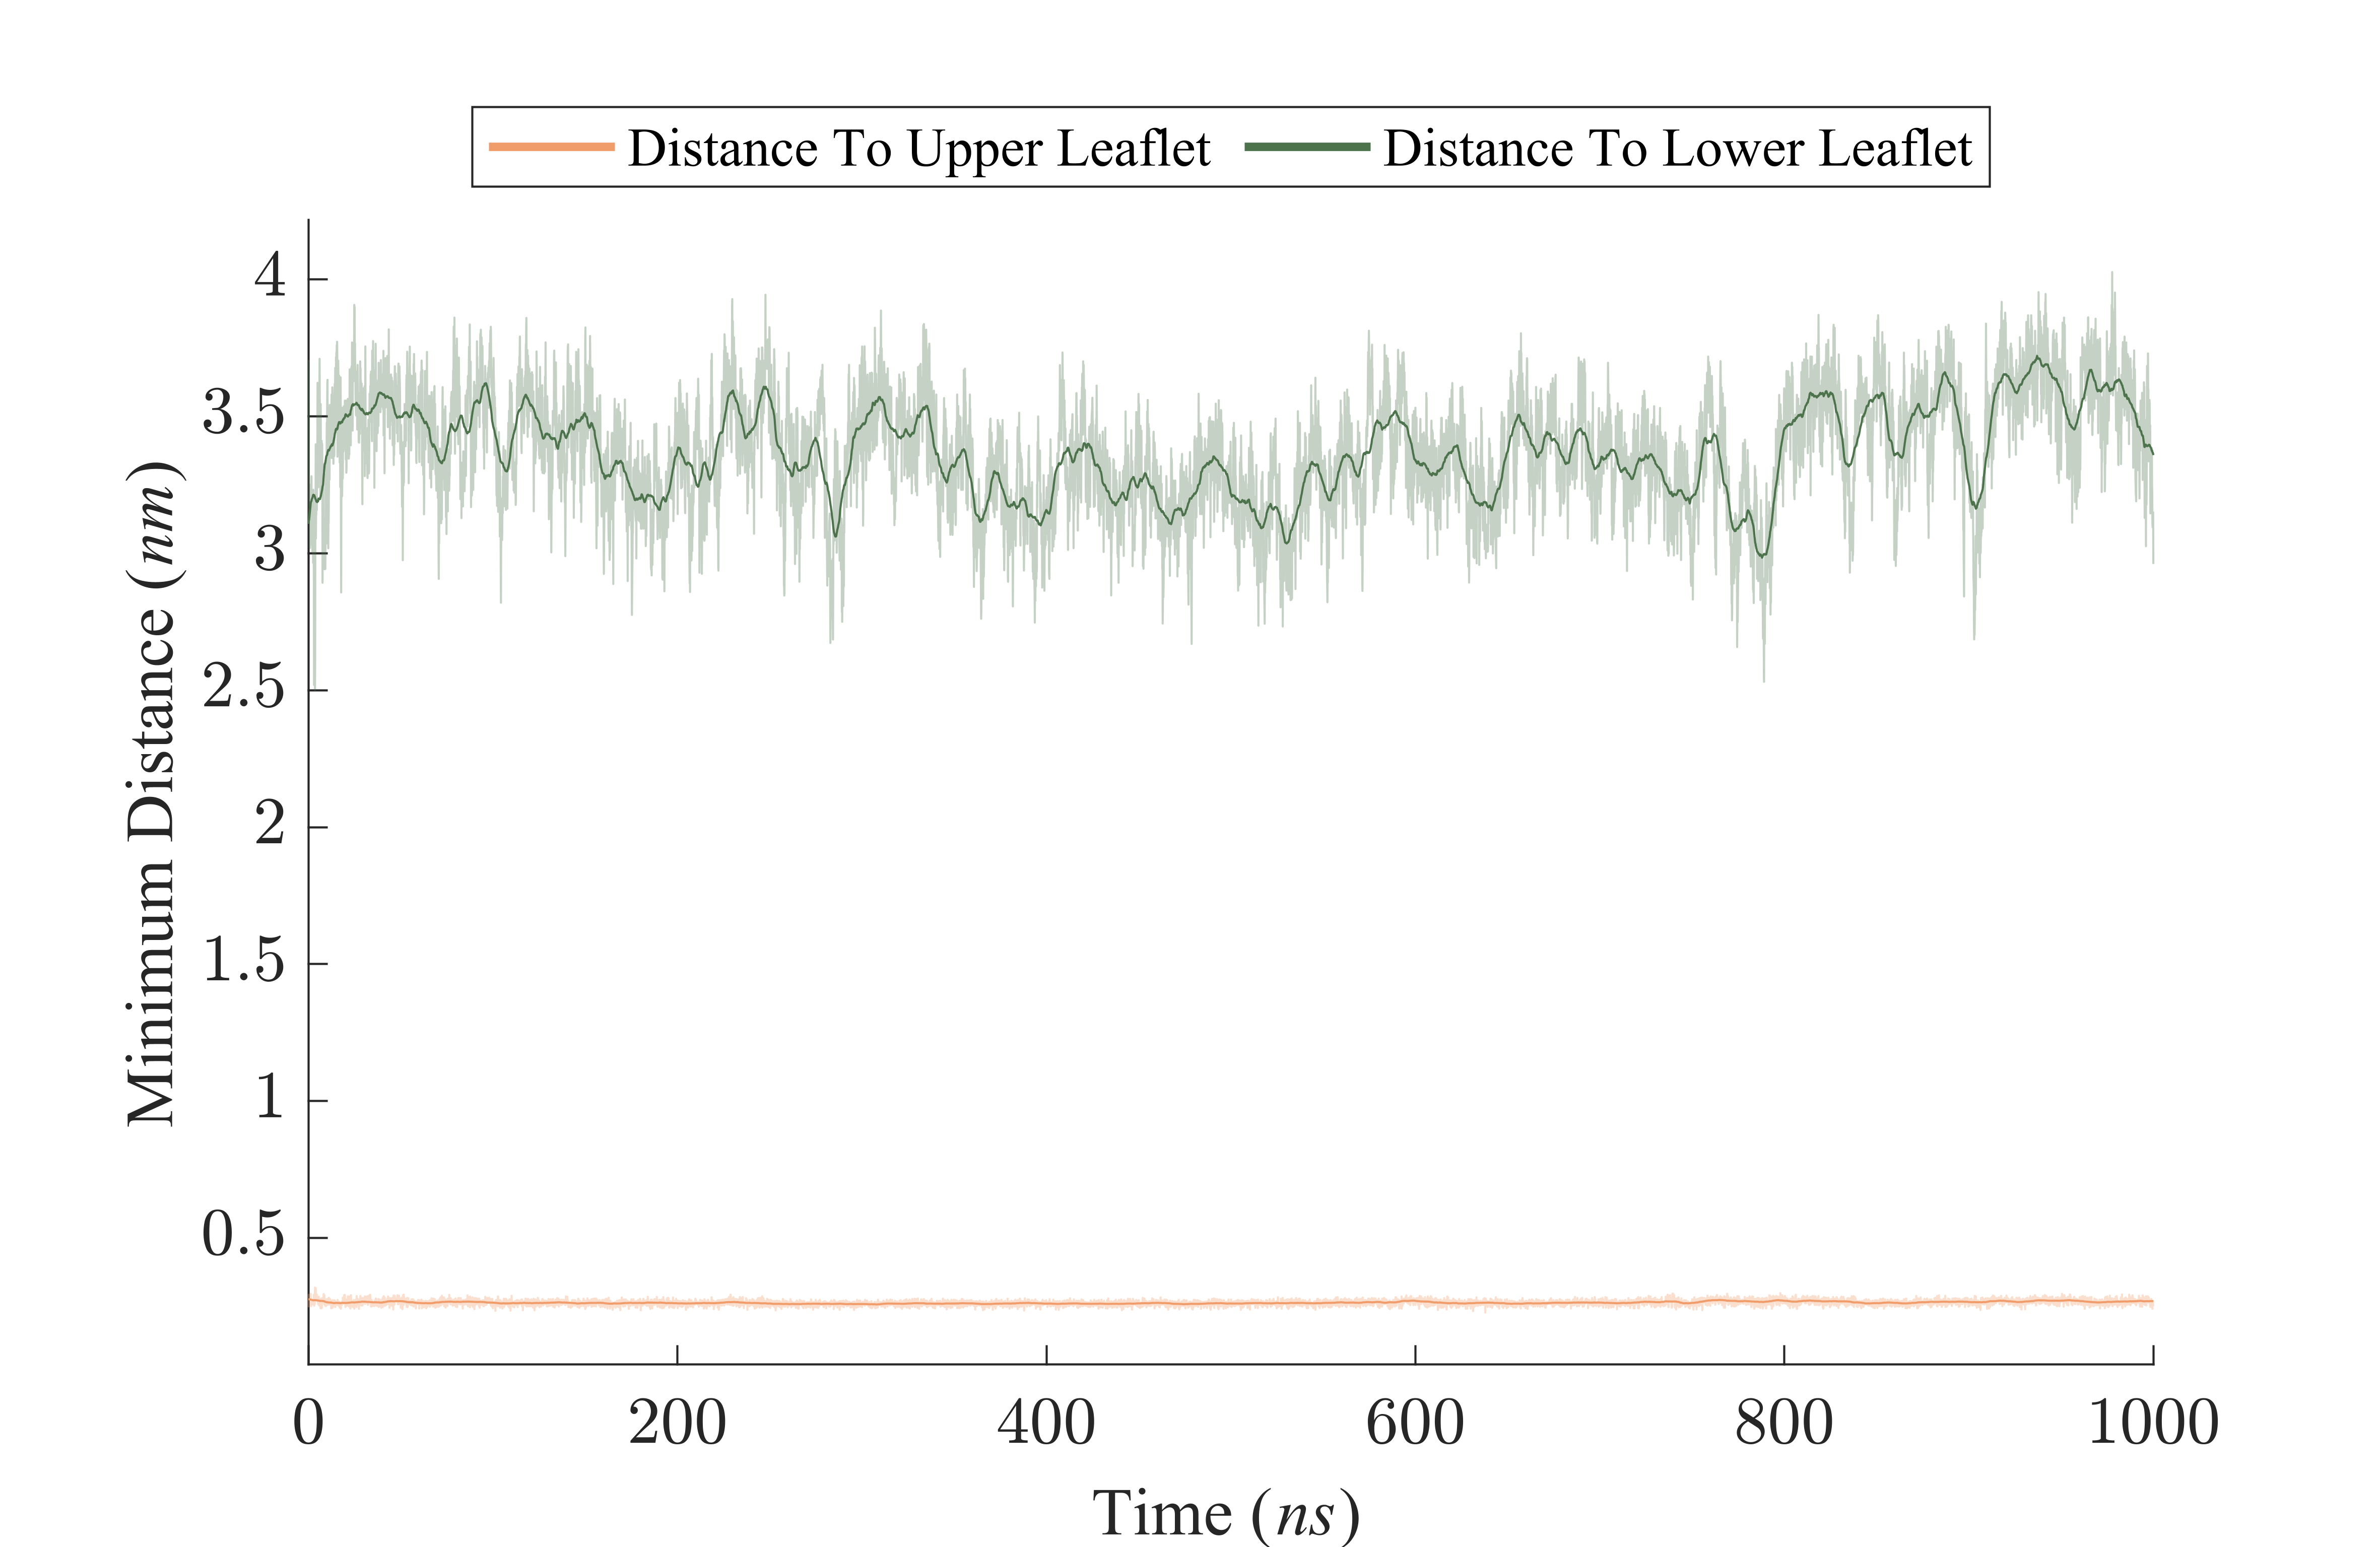 Distance To Upper Leaflet Distance To Lower Leaflet
4
3.5
3
2.5
2
1.5
1
0.5
Minimum Distance (nm)
0 200 400 600 800 1000
Time (ns)